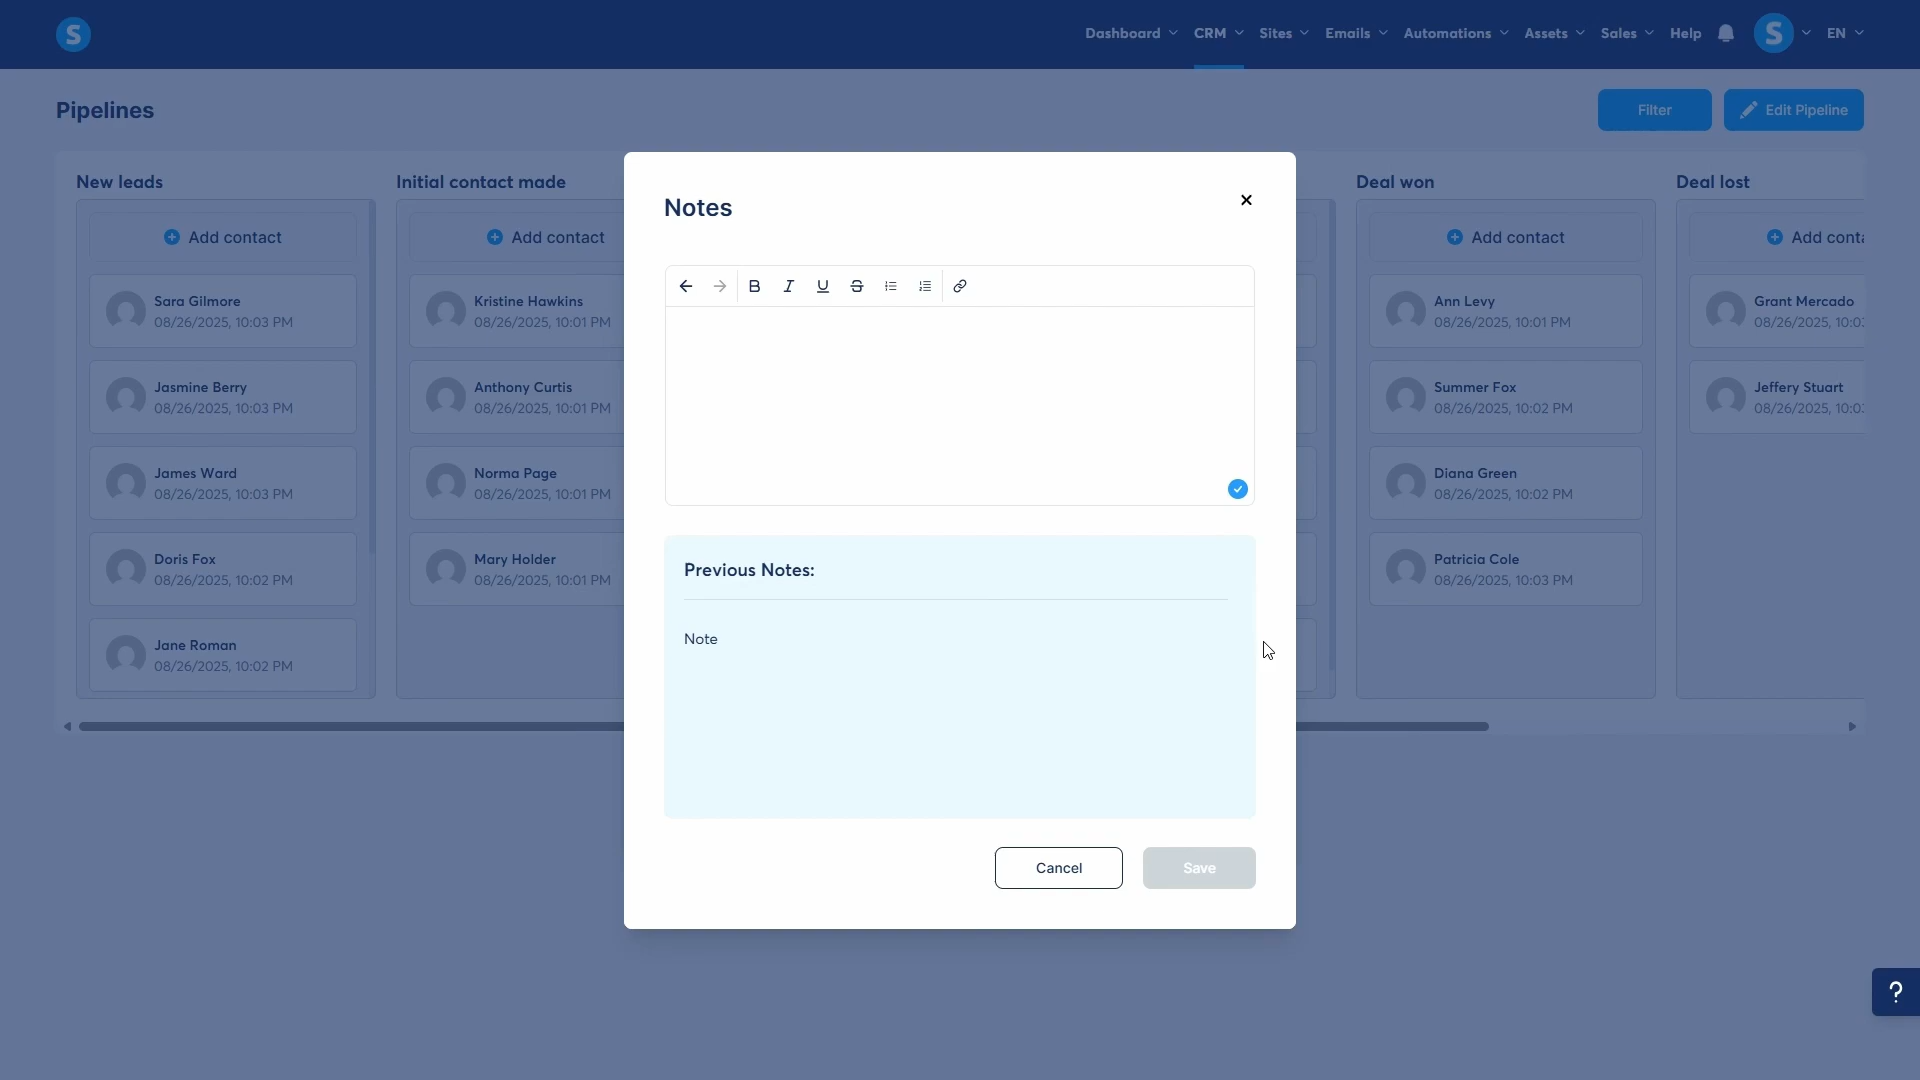 S
Dashboard CRM Sites Emails Automations Assets Sales Help S EN
Pipelines
Filter
Edit Pipeline
New leads
Add contact
Sara Gilmore
08/26/2025, 10:03 PM
Jasmine Berry
08/26/2025, 10:03 PM
James Ward
08/26/2025, 10:03 PM
Doris Fox
08/26/2025, 10:02 PM
Jane Roman
08/26/2025, 10:02 PM
Initial contact made
Add contact
Kristine Hawkins
08/26/2025, 10:01 PM
Anthony Curtis
08/26/2025, 10:01 PM
Norma Page
08/26/2025, 10:01 PM
Mary Holder
08/26/2025, 10:01 PM
Notes
B I U S
Previous Notes:
Note
Cancel
Save
Deal won
Add contact
Ann Levy
08/26/2025, 10:01 PM
Summer Fox
08/26/2025, 10:02 PM
Diana Green
08/26/2025, 10:02 PM
Patricia Cole
08/26/2025, 10:03 PM
Deal lost
Add conta
Grant Mercado
08/26/2025, 10:03
Jeffery Stuart
08/26/2025, 10:03
?